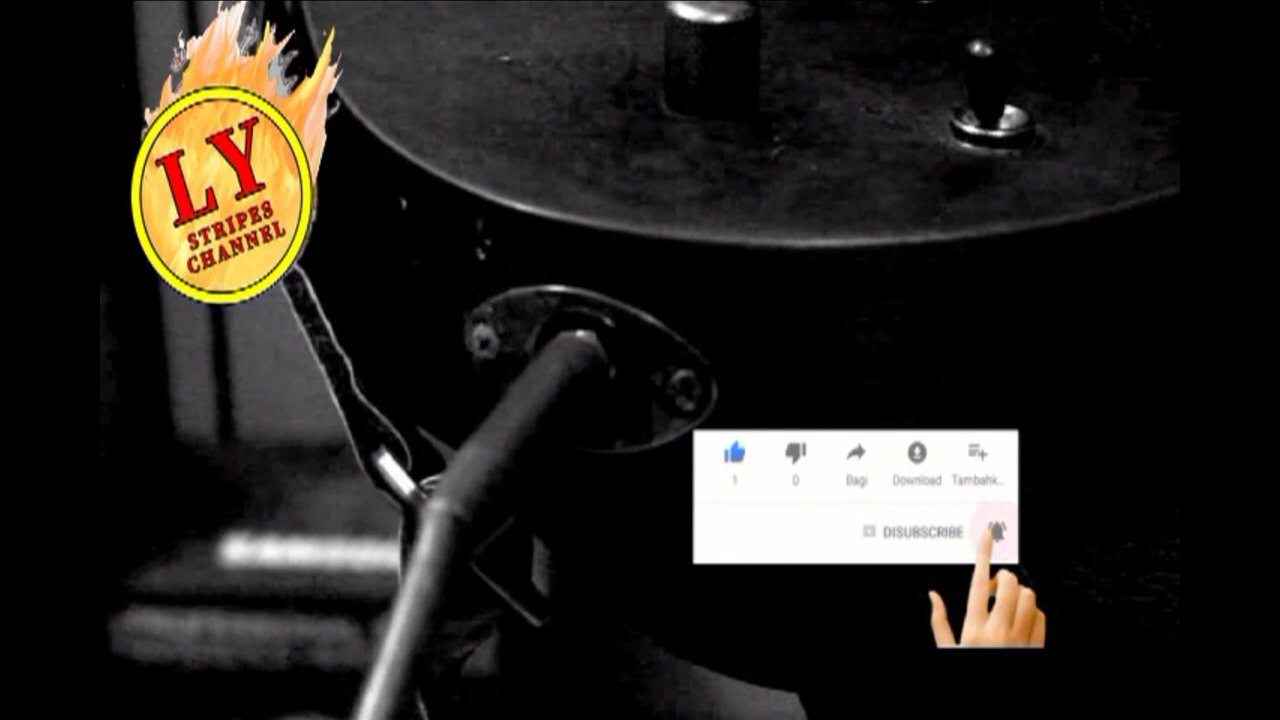 LY
STRIPES
CHANNEL
1 0 Bagi Download Tambahk...
DISUBSCRIBE